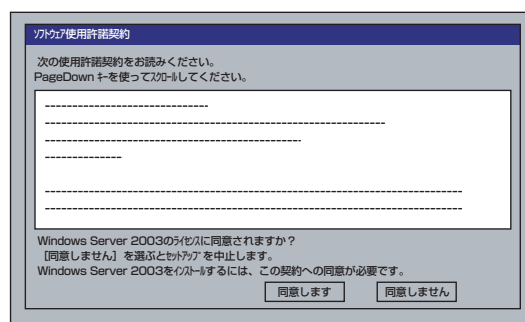 ソフトウェア使用許諾契約
次の使用許諾契約をお読みください。
PageDown キーを使ってスクロールしてください。
Windows Server 2003のライセンスに同意されますか？
［同意しません］を選ぶとセットアップを中止します。
Windows Server 2003をインストールするには、この契約への同意が必要です。
同意します 同意しません